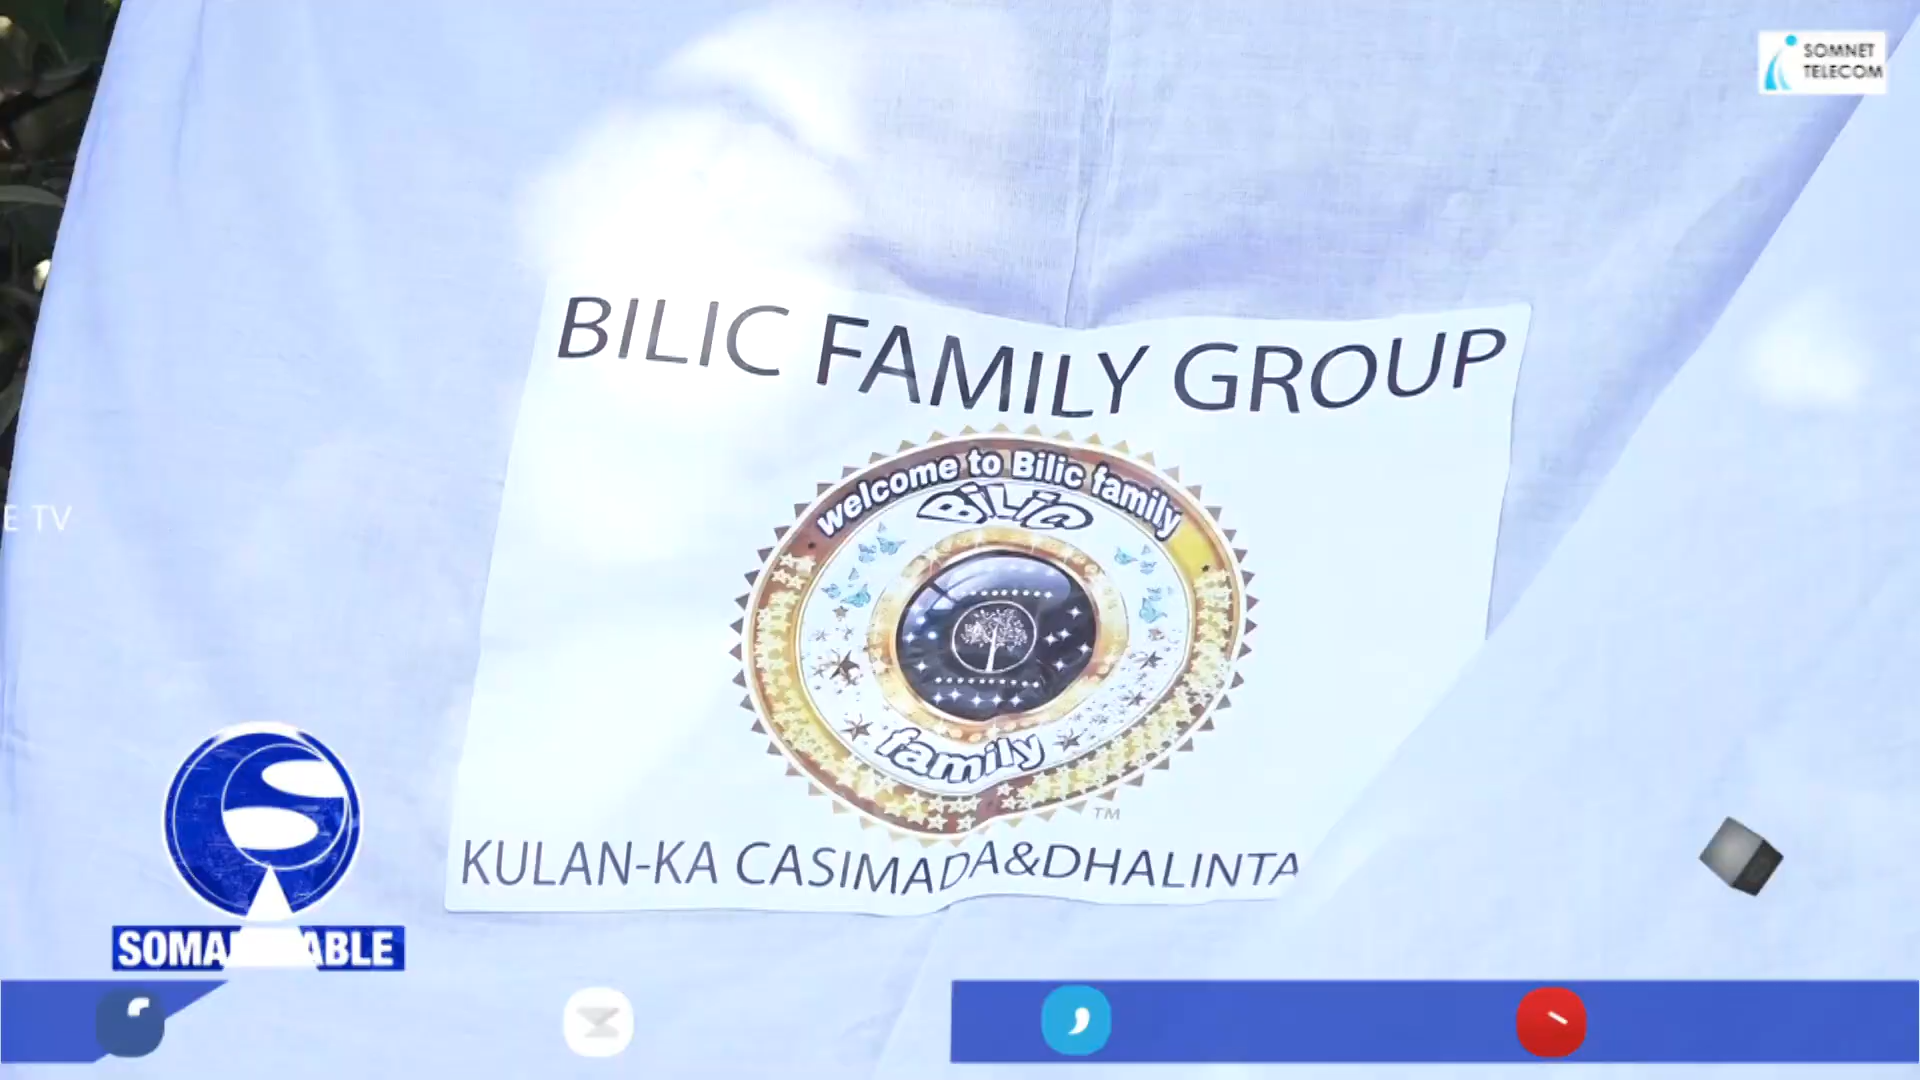 SOMNET
TELECOM
BILIC FAMILY GROUP
welcome to Bilic family
BiLiC
E TV
family
TM
KULAN-KA CASIMADA&DHALINTA